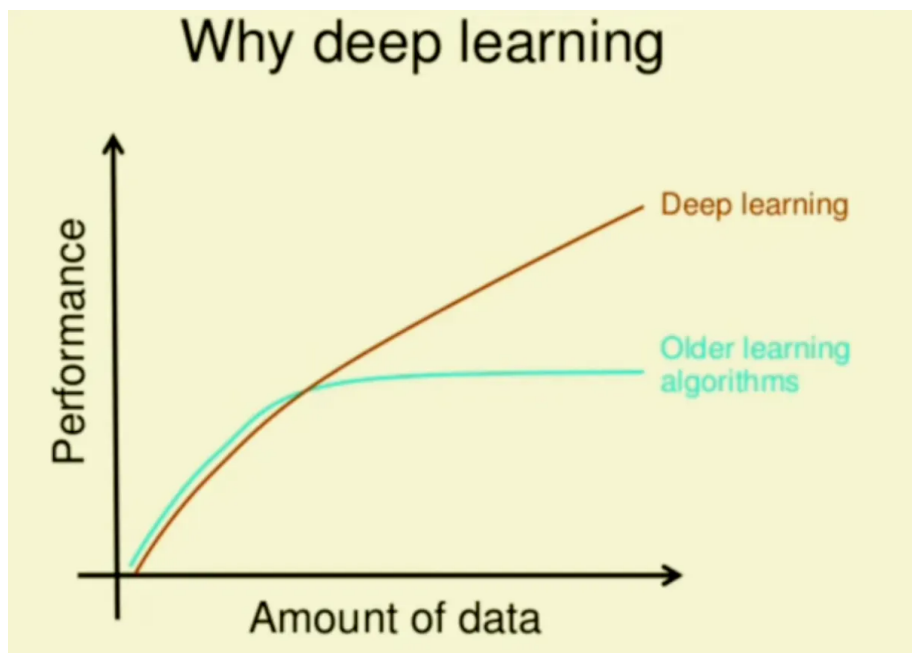 Why deep learning
Performance
Deep learning
Older learning
algorithms
Amount of data